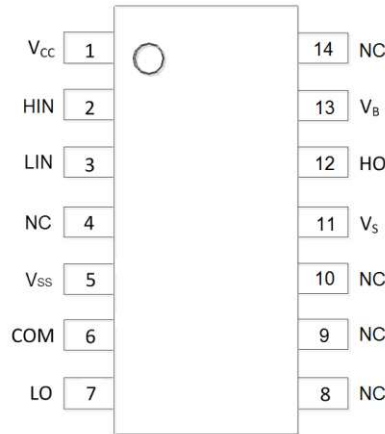 VCC 1 14 NC
HIN 2 13 VB
LIN 3 12 HO
NC 4 11 VS
VSS 5 10 NC
COM 6 9 NC
LO 7 8 NC